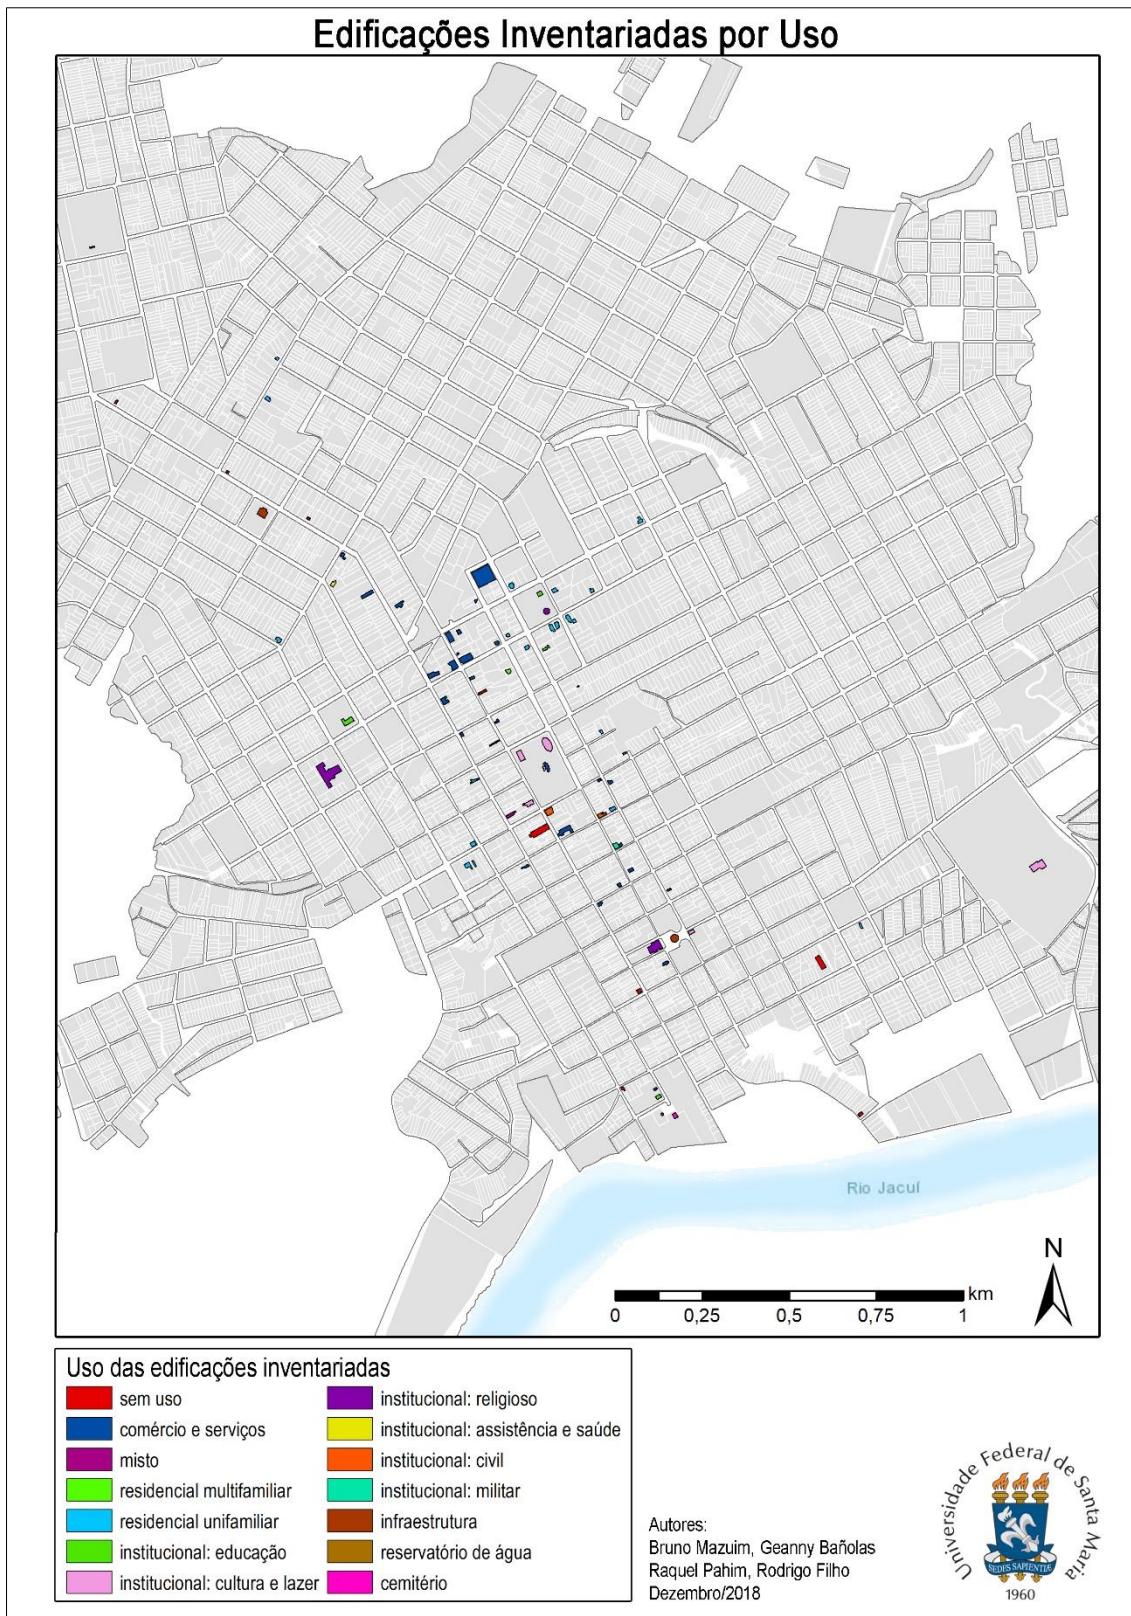 Edificações Inventariadas por Uso
Rio Jacuí
N
km
0 0,25 0,5 0,75 1
Uso das edificações inventariadas
sem uso
comércio e serviços
misto
residencial multifamiliar
residencial unifamiliar
institucional: educação
institucional: cultura e lazer
institucional: religioso
institucional: assistência e saúde
institucional: civil
institucional: militar
infraestrutura
reservatório de água
cemitério
Autores:
Bruno Mazuim, Geanny Bañolas
Raquel Pahim, Rodrigo Filho
Dezembro/2018
Universidade Federal de Santa Maria
SEDES SAPIENTIÆ
1960